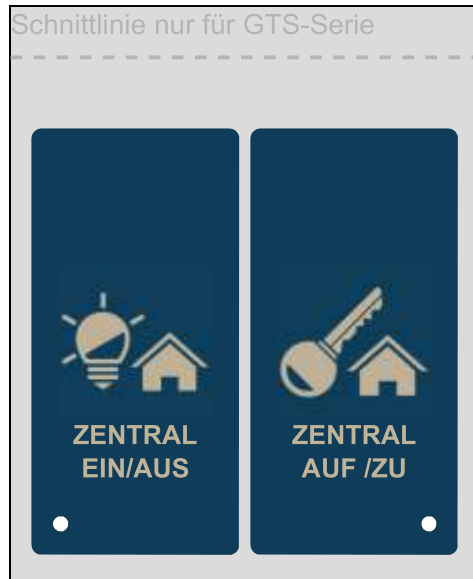 Schnittlinie nur für GTS-Serie
ZENTRAL
EIN/AUS
ZENTRAL
AUF /ZU